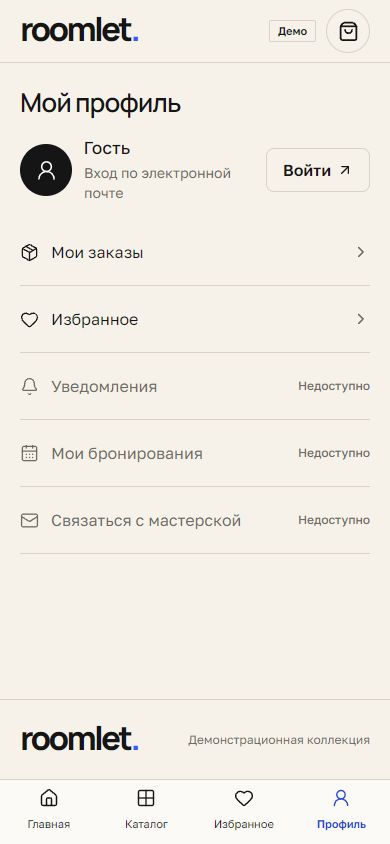 roomlet.
Демо
Мой профиль
Гость
Вход по электронной
почте
Войти
Мои заказы
Избранное
Уведомления
Недоступно
Мои бронирования
Недоступно
Связаться с мастерской
Недоступно
roomlet.
Демонстрационная коллекция
Главная
Каталог
Избранное
Профиль